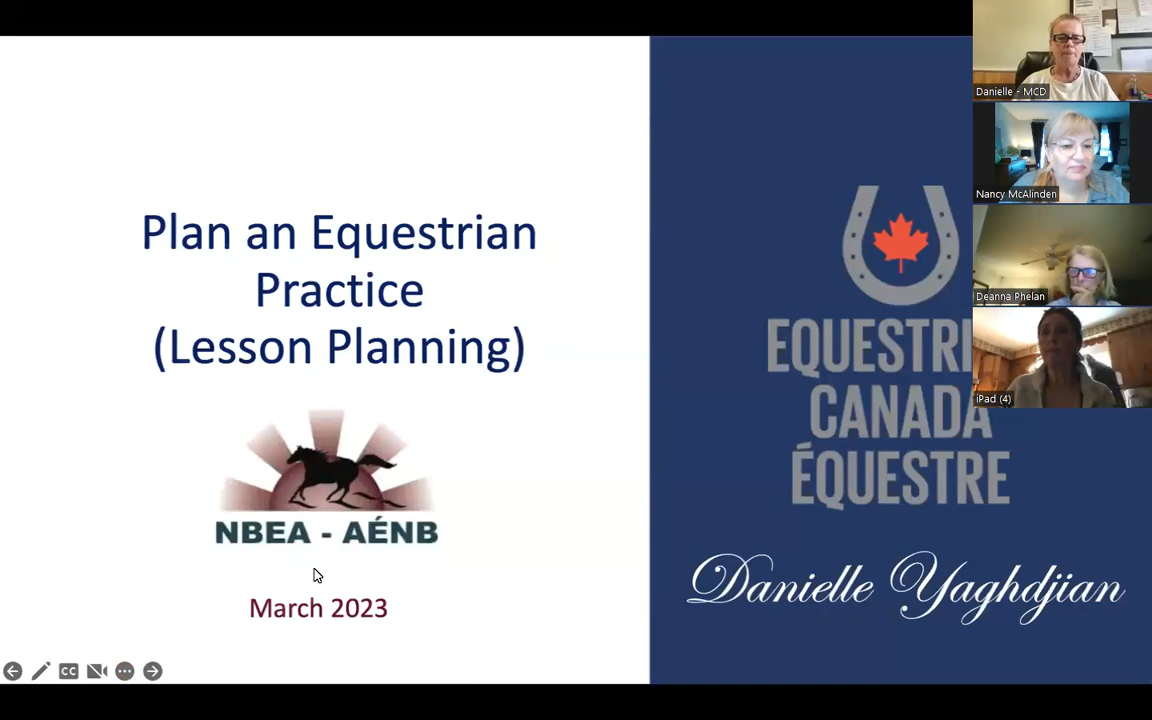 Plan an Equestrian
Practice
(Lesson Planning)
NBEA - AÉNB
March 2023
EQUESTRI
CANADA
ÉQUESTRE
Danielle Yaghdjian
Danielle - MCD
Nancy McAlinden
Deanna Phelan
iPad (4)
CC